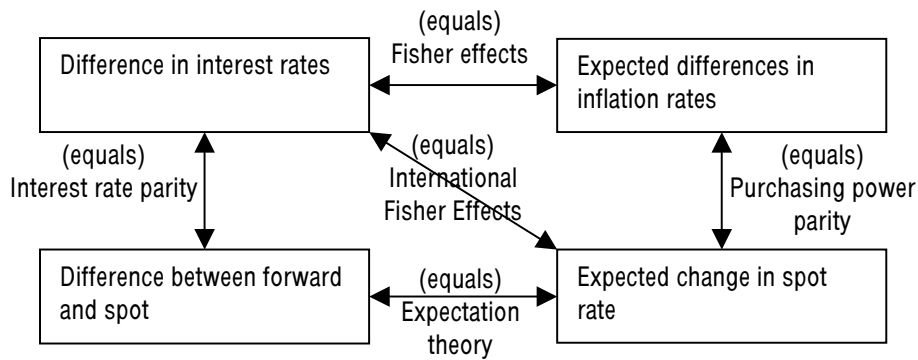 (equals)
Fisher effects
Difference in interest rates
Expected differences in
inflation rates
(equals)
Interest rate parity
(equals)
International
Fisher Effects
(equals)
Purchasing power
parity
Difference between forward
and spot
(equals)
Expectation
theory
Expected change in spot
rate